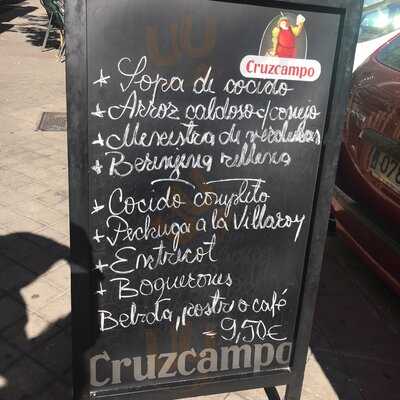 Cruzcampo
* Sopa de cocido
* Arroz caldoso c/conejo
* Menestra de verduras
* Berenjena rellena
* Cocido completo
* Pechuga a la Villaroy
* Entrecot
* Boquerones
Bebida, postre o café
- 9,50€
Cruzcampo